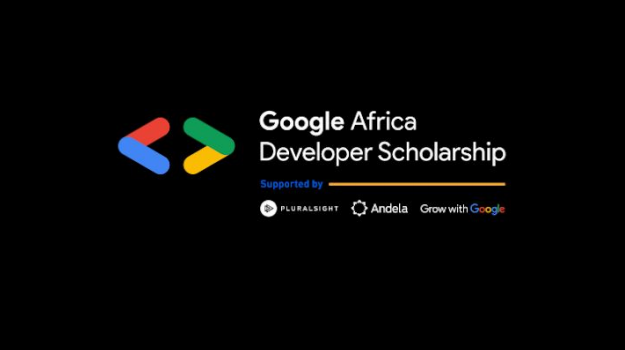 Google Africa
Developer Scholarship
Supported by
PLURALSIGHT Andela Grow with Google